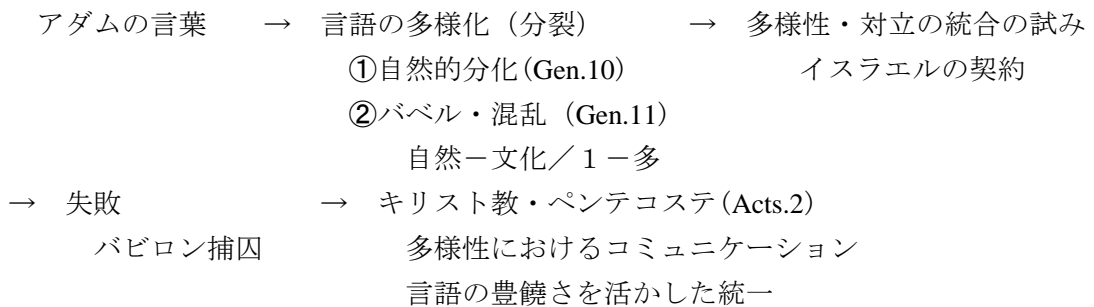 アダムの言葉 → 言語の多様化（分裂） → 多様性・対立の統合の試み
①自然的分化(Gen.10) イスラエルの契約
②バベル・混乱（Gen.11）
自然－文化／１－多
→ 失敗 → キリスト教・ペンテコステ(Acts.2)
バビロン捕囚 多様性におけるコミュニケーション
言語の豊饒さを活かした統一